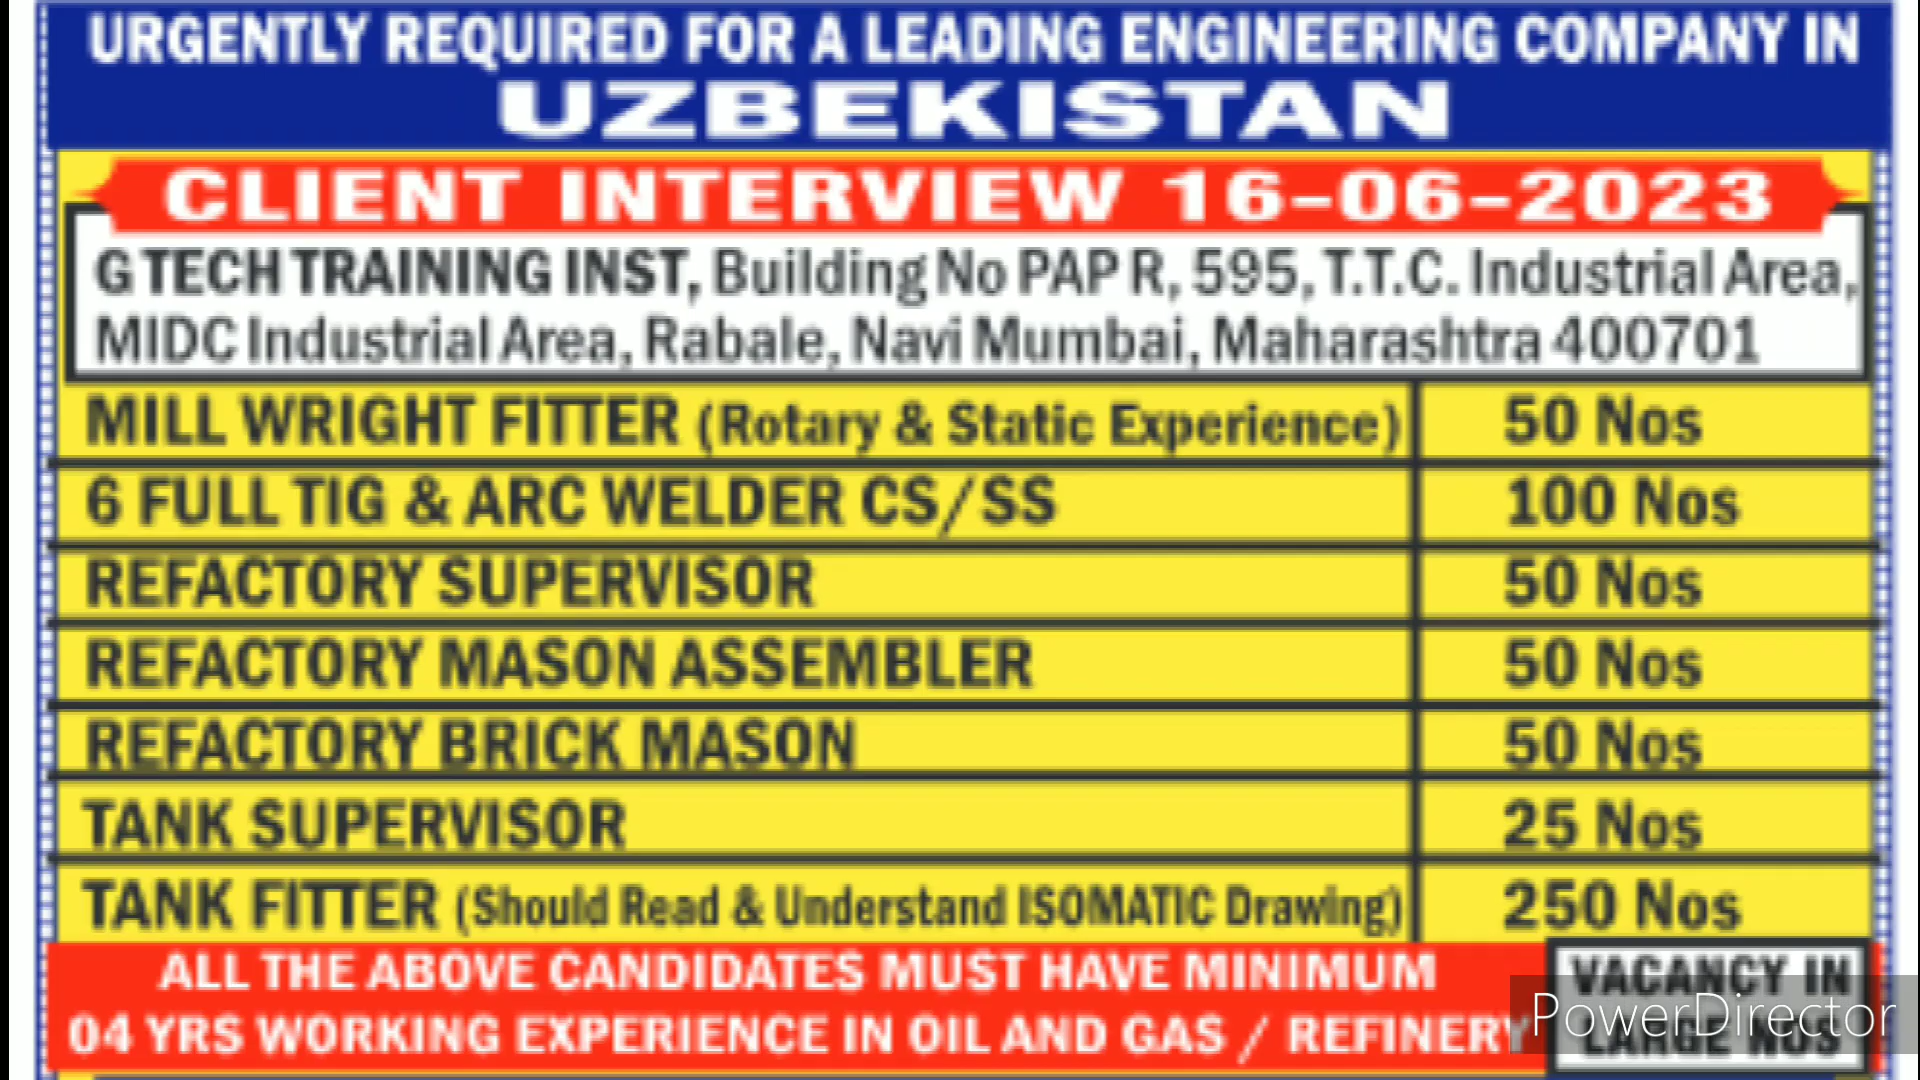 URGENTLY REQUIRED FOR A LEADING ENGINEERING COMPANY IN
UZBEKISTAN
CLIENT INTERVIEW 16-06-2023
G TECH TRAINING INST, Building No PAP R, 595, T.T.C. Industrial Area,
MIDC Industrial Area, Rabale, Navi Mumbai, Maharashtra 400701
MILL WRIGHT FITTER (Rotary & Static Experience) 50 Nos
6 FULL TIG & ARC WELDER CS/SS 100 Nos
REFACTORY SUPERVISOR 50 Nos
REFACTORY MASON ASSEMBLER 50 Nos
REFACTORY BRICK MASON 50 Nos
TANK SUPERVISOR 25 Nos
TANK FITTER (Should Read & Understand ISOMATIC Drawing) 250 Nos
ALL THE ABOVE CANDIDATES MUST HAVE MINIMUM
04 YRS WORKING EXPERIENCE IN OIL AND GAS / REFINERY
VACANCY IN
LARGE NOS
PowerDirector